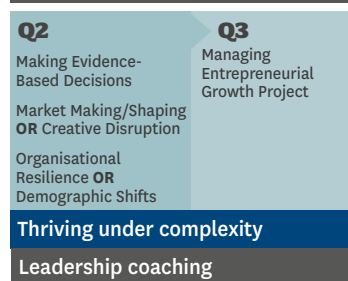 Q2
Making Evidence-
Based Decisions
Market Making/Shaping
OR Creative Disruption
Organisational
Resilience OR
Demographic Shifts
Q3
Managing
Entrepreneurial
Growth Project
Thriving under complexity
Leadership coaching